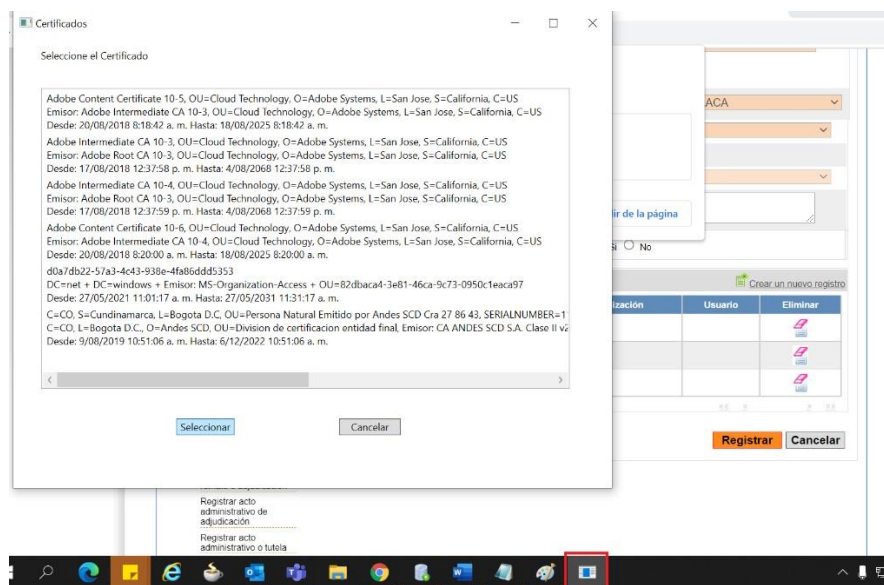 Certificados
Seleccione el Certificado
Adobe Content Certificate 10-5, OU=Cloud Technology, O=Adobe Systems, L=San Jose, S=California, C=US
Emisor: Adobe Intermediate CA 10-3, OU=Cloud Technology, O=Adobe Systems, L=San Jose, S=California, C=US
Desde: 20/08/2018 8:18:42 a. m. Hasta: 18/08/2025 8:18:42 a. m.
Adobe Intermediate CA 10-3, OU=Cloud Technology, O=Adobe Systems, L=San Jose, S=California, C=US
Emisor: Adobe Root CA 10-3, OU=Cloud Technology, O=Adobe Systems, L=San Jose, S=California, C=US
Desde: 17/08/2018 12:37:58 p. m. Hasta: 4/08/2068 12:37:58 p. m.
Adobe Intermediate CA 10-4, OU=Cloud Technology, O=Adobe Systems, L=San Jose, S=California, C=US
Emisor: Adobe Root CA 10-3, OU=Cloud Technology, O=Adobe Systems, L=San Jose, S=California, C=US
Desde: 17/08/2018 12:37:59 p. m. Hasta: 4/08/2068 12:37:59 p. m.
Adobe Content Certificate 10-6, OU=Cloud Technology, O=Adobe Systems, L=San Jose, S=California, C=US
Emisor: Adobe Intermediate CA 10-4, OU=Cloud Technology, O=Adobe Systems, L=San Jose, S=California, C=US
Desde: 20/08/2018 8:20:00 a. m. Hasta: 18/08/2025 8:20:00 a. m.
d0a7db22-57a3-4c43-938e-4fa86ddd5353
DC=net + DC=windows + Emisor: MS-Organization-Access + OU=82dbaca4-3e81-46ca-9c73-0950c1eaca97
Desde: 27/05/2021 11:01:17 a. m. Hasta: 27/05/2031 11:31:17 a. m.
C=CO, S=Cundinamarca, L=Bogota D.C, OU=Persona Natural Emitido por Andes SCD Cra 27 86 43, SERIALNUMBER=1
C=CO, L=Bogota D.C., O=Andes SCD, OU=Division de certificacion entidad final, Emisor: CA ANDES SCD S.A. Clase II v2
Desde: 9/08/2019 10:51:06 a. m. Hasta: 6/12/2022 10:51:06 a. m.
Seleccionar
Cancelar
ACA
ir de la página
Si No
Crear un nuevo registro
ización Usuario Eliminar
Registrar Cancelar
Registrar acto
administrativo de
adjudicación
Registrar acto
administrativo o tutela